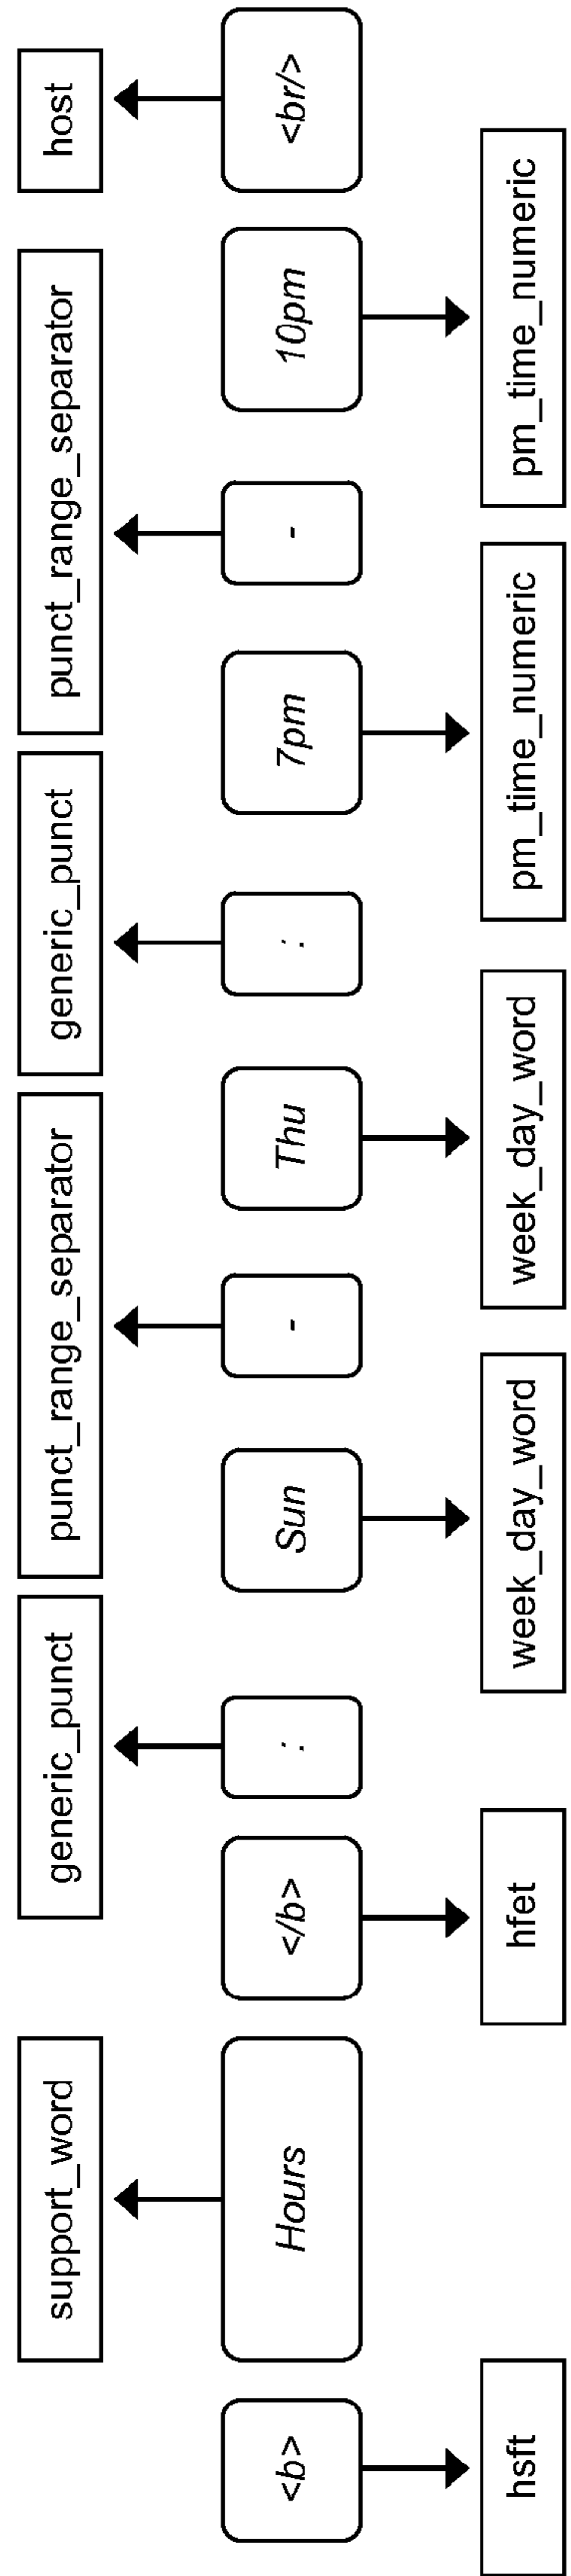 support_word generic_punct punct_range_separator generic_punct punct_range_separator host
<b> Hours </b> : Sun - Thu : 7pm - 10pm <br/>
hsft hfet week_day_word week_day_word pm_time_numeric pm_time_numeric